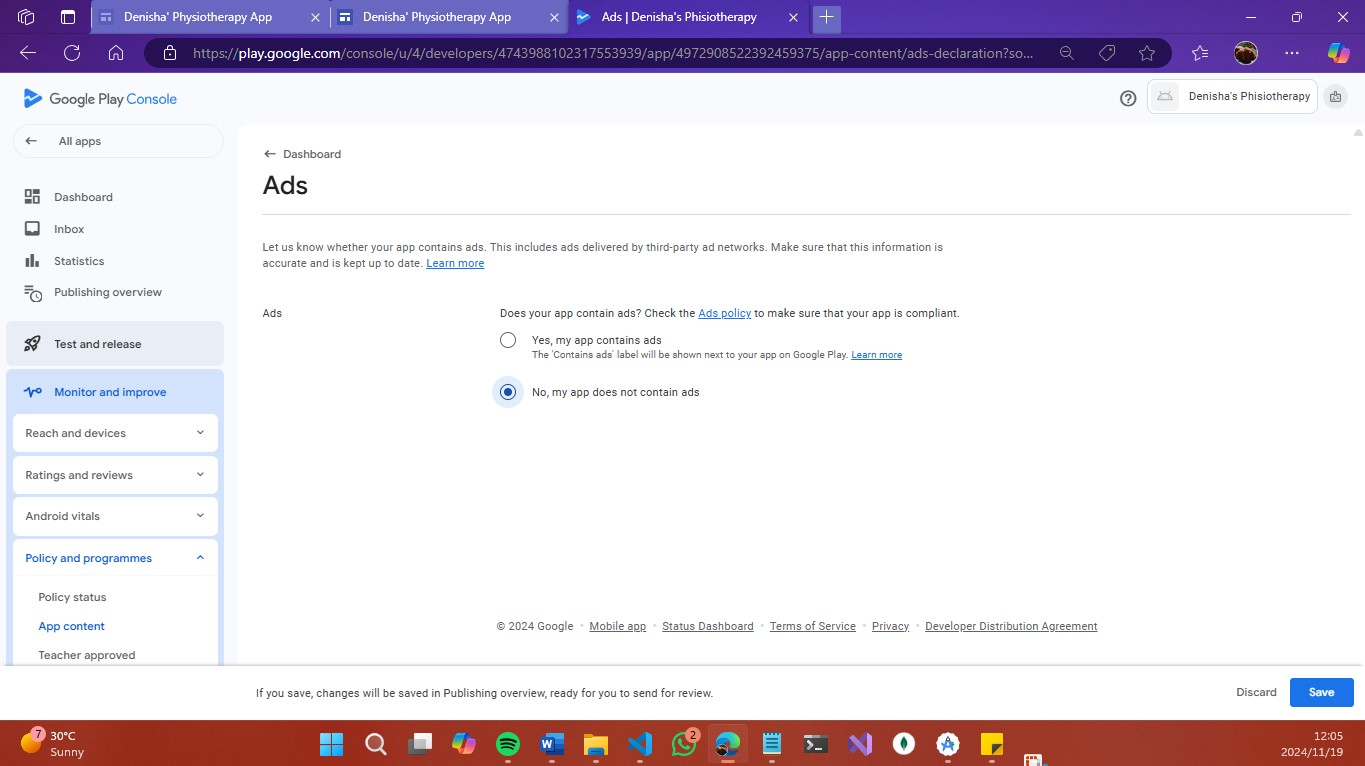 Denisha' Physiotherapy App
Denisha' Physiotherapy App
Ads | Denisha's Phisiotherapy
https://play.google.com/console/u/4/developers/4743988102317553939/app/4972908522392459375/app-content/ads-declaration?so...
Google Play Console
Denisha's Phisiotherapy
All apps
Dashboard
Inbox
Statistics
Publishing overview
Test and release
Monitor and improve
Reach and devices
Ratings and reviews
Android vitals
Policy and programmes
Policy status
App content
Teacher approved
Dashboard
Ads
Let us know whether your app contains ads. This includes ads delivered by third-party ad networks. Make sure that this information is
accurate and is kept up to date. Learn more
Ads
Does your app contain ads? Check the Ads policy to make sure that your app is compliant.
Yes, my app contains ads
The 'Contains ads' label will be shown next to your app on Google Play. Learn more
No, my app does not contain ads
© 2024 Google
Mobile app
Status Dashboard
Terms of Service
Privacy
Developer Distribution Agreement
If you save, changes will be saved in Publishing overview, ready for you to send for review.
Discard
Save
7
30°C
Sunny
2
12:05
2024/11/19